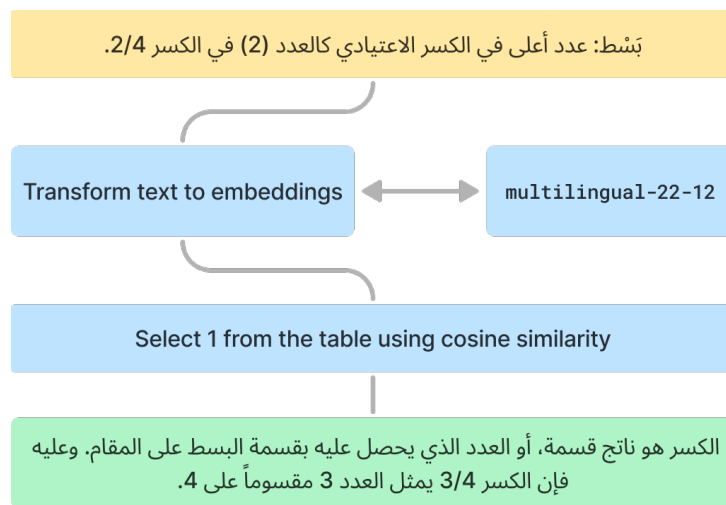 بَسْط: عدد أعلى في الكسر الاعتيادي كالعدد (2) في الكسر 2/4.
Transform text to embeddings
multilingual-22-12
Select 1 from the table using cosine similarity
الكسر هو ناتج قسمة، أو العدد الذي يحصل عليه بقسمة البسط على المقام. وعليه
فإن الكسر 3/4 يمثل العدد 3 مقسوماً على 4.